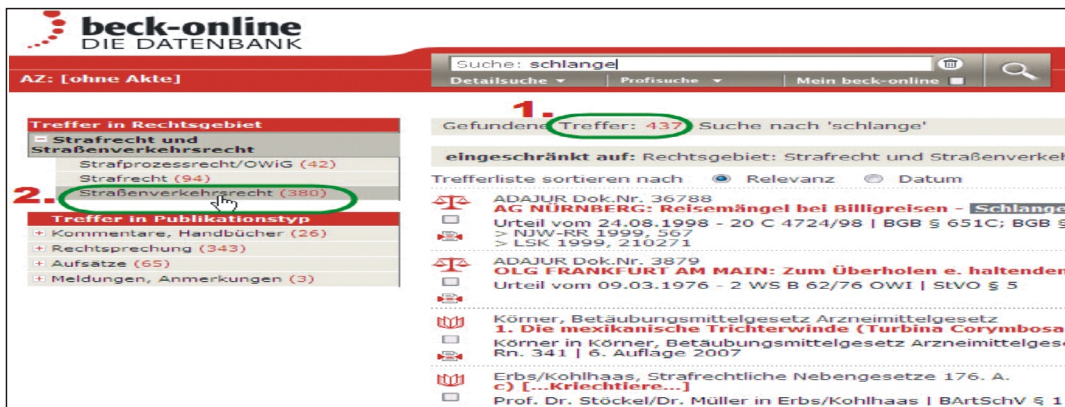 beck-online
DIE DATENBANK
AZ: [ohne Akte]
Suche: schlange
Detailsuche
Profisuche
Mein beck-online
1.
Gefundene Treffer: 437 Suche nach 'schlange'
Treffer in Rechtsgebiet
Strafrecht und
Straßenverkehrsrecht
Strafprozessrecht/OWiG (42)
Strafrecht (94)
2.
Straßenverkehrsrecht (380)
Treffer in Publikationstyp
+ Kommentare, Handbücher (26)
+ Rechtsprechung (343)
+ Aufsätze (65)
+ Meldungen, Anmerkungen (3)
eingeschränkt auf: Rechtsgebiet: Strafrecht und Straßenverkeh
Trefferliste sortieren nach Relevanz Datum
ADAJUR Dok.Nr. 36788
AG NÜRNBERG: Reisemängel bei Billigreisen - Schlange
Urteil vom 24.08.1998 - 20 C 4724/98 | BGB § 651C; BGB §
> NJW-RR 1999, 567
> LSK 1999, 210271
ADAJUR Dok.Nr. 3879
OLG FRANKFURT AM MAIN: Zum Überholen e. haltenden
Urteil vom 09.03.1976 - 2 WS B 62/76 OWI | StVO § 5
Körner, Betäubungsmittelgesetz Arzneimittelgesetz
1. Die mexikanische Trichterwinde (Turbina Corymbosa
Körner in Körner, Betäubungsmittelgesetz Arzneimittelges
Rn. 341 | 6. Auflage 2007
Erbs/Kohlhaas, Strafrechtliche Nebengesetze 176. A.
c) [...Kriechtiere...]
Prof. Dr. Stöckel/Dr. Müller in Erbs/Kohlhaas | BArtSchV § 1